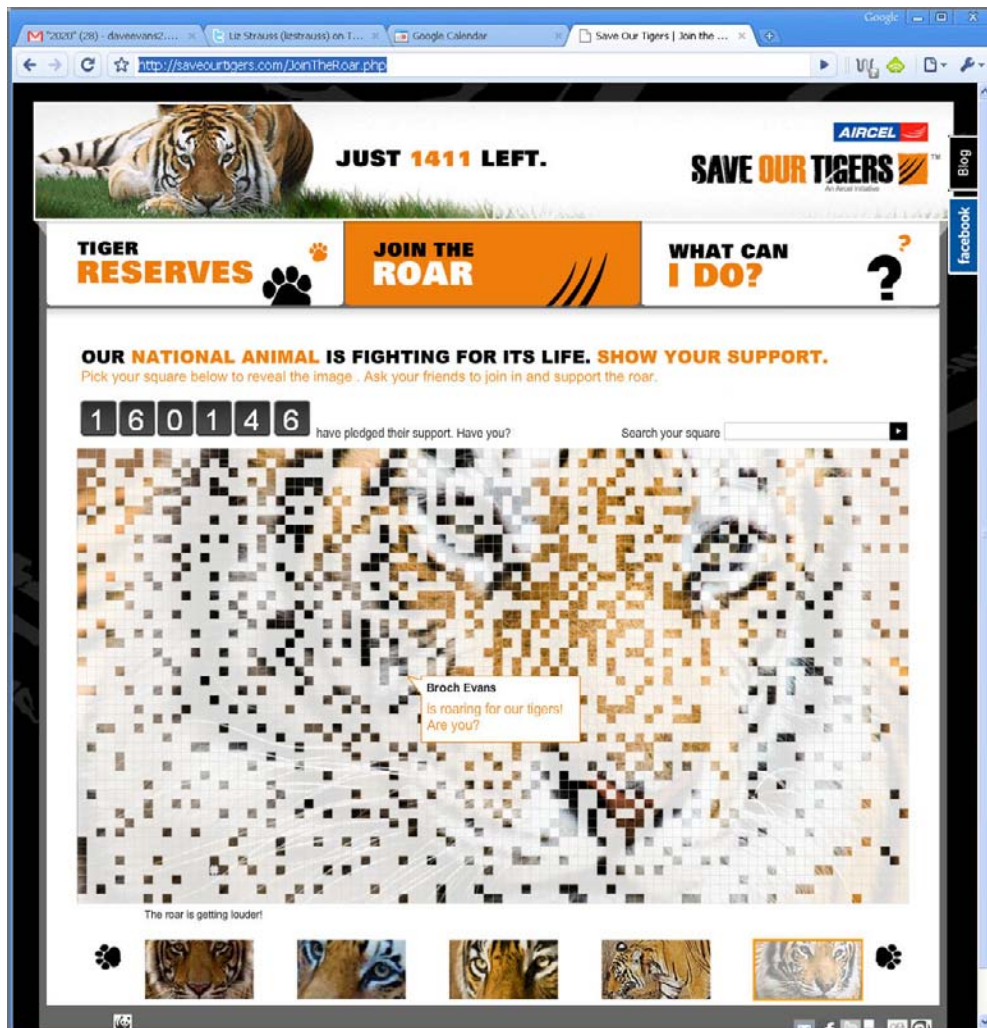 Google
"2020" (28) - daveevans2....
Liz Strauss (lizstrauss) on T...
Google Calendar
Save Our Tigers | Join the ...
http://saveourtigers.com/JoinTheRoar.php
JUST 1411 LEFT.
AIRCEL
SAVE OUR TIGERS
TM
An Aircel Initiative
Blog
facebook
TIGER
RESERVES
JOIN THE
ROAR
WHAT CAN
I DO?
?
?
OUR NATIONAL ANIMAL IS FIGHTING FOR ITS LIFE. SHOW YOUR SUPPORT.
Pick your square below to reveal the image . Ask your friends to join in and support the roar.
160146 have pledged their support. Have you?
Search your square
Broch Evans
is roaring for our tigers!
Are you?
The roar is getting louder!